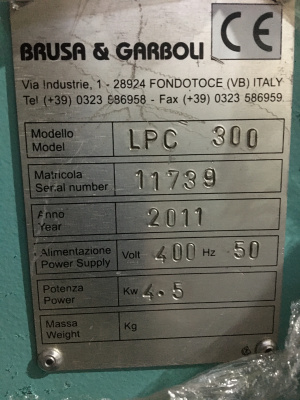 BRUSA & GARBOLI CE
Via Industrie, 1 - 28924 FONDOTOCE (VB) ITALY
Tel (+39) 0323 586958 - Fax (+39) 0323 586959
Modello
Model LPC 300
Matricola
Serial number 11739
Anno
Year 2011
Alimentazione
Power Supply Volt 400 Hz 50
Potenza
Power Kw 4.5
Massa
Weight Kg